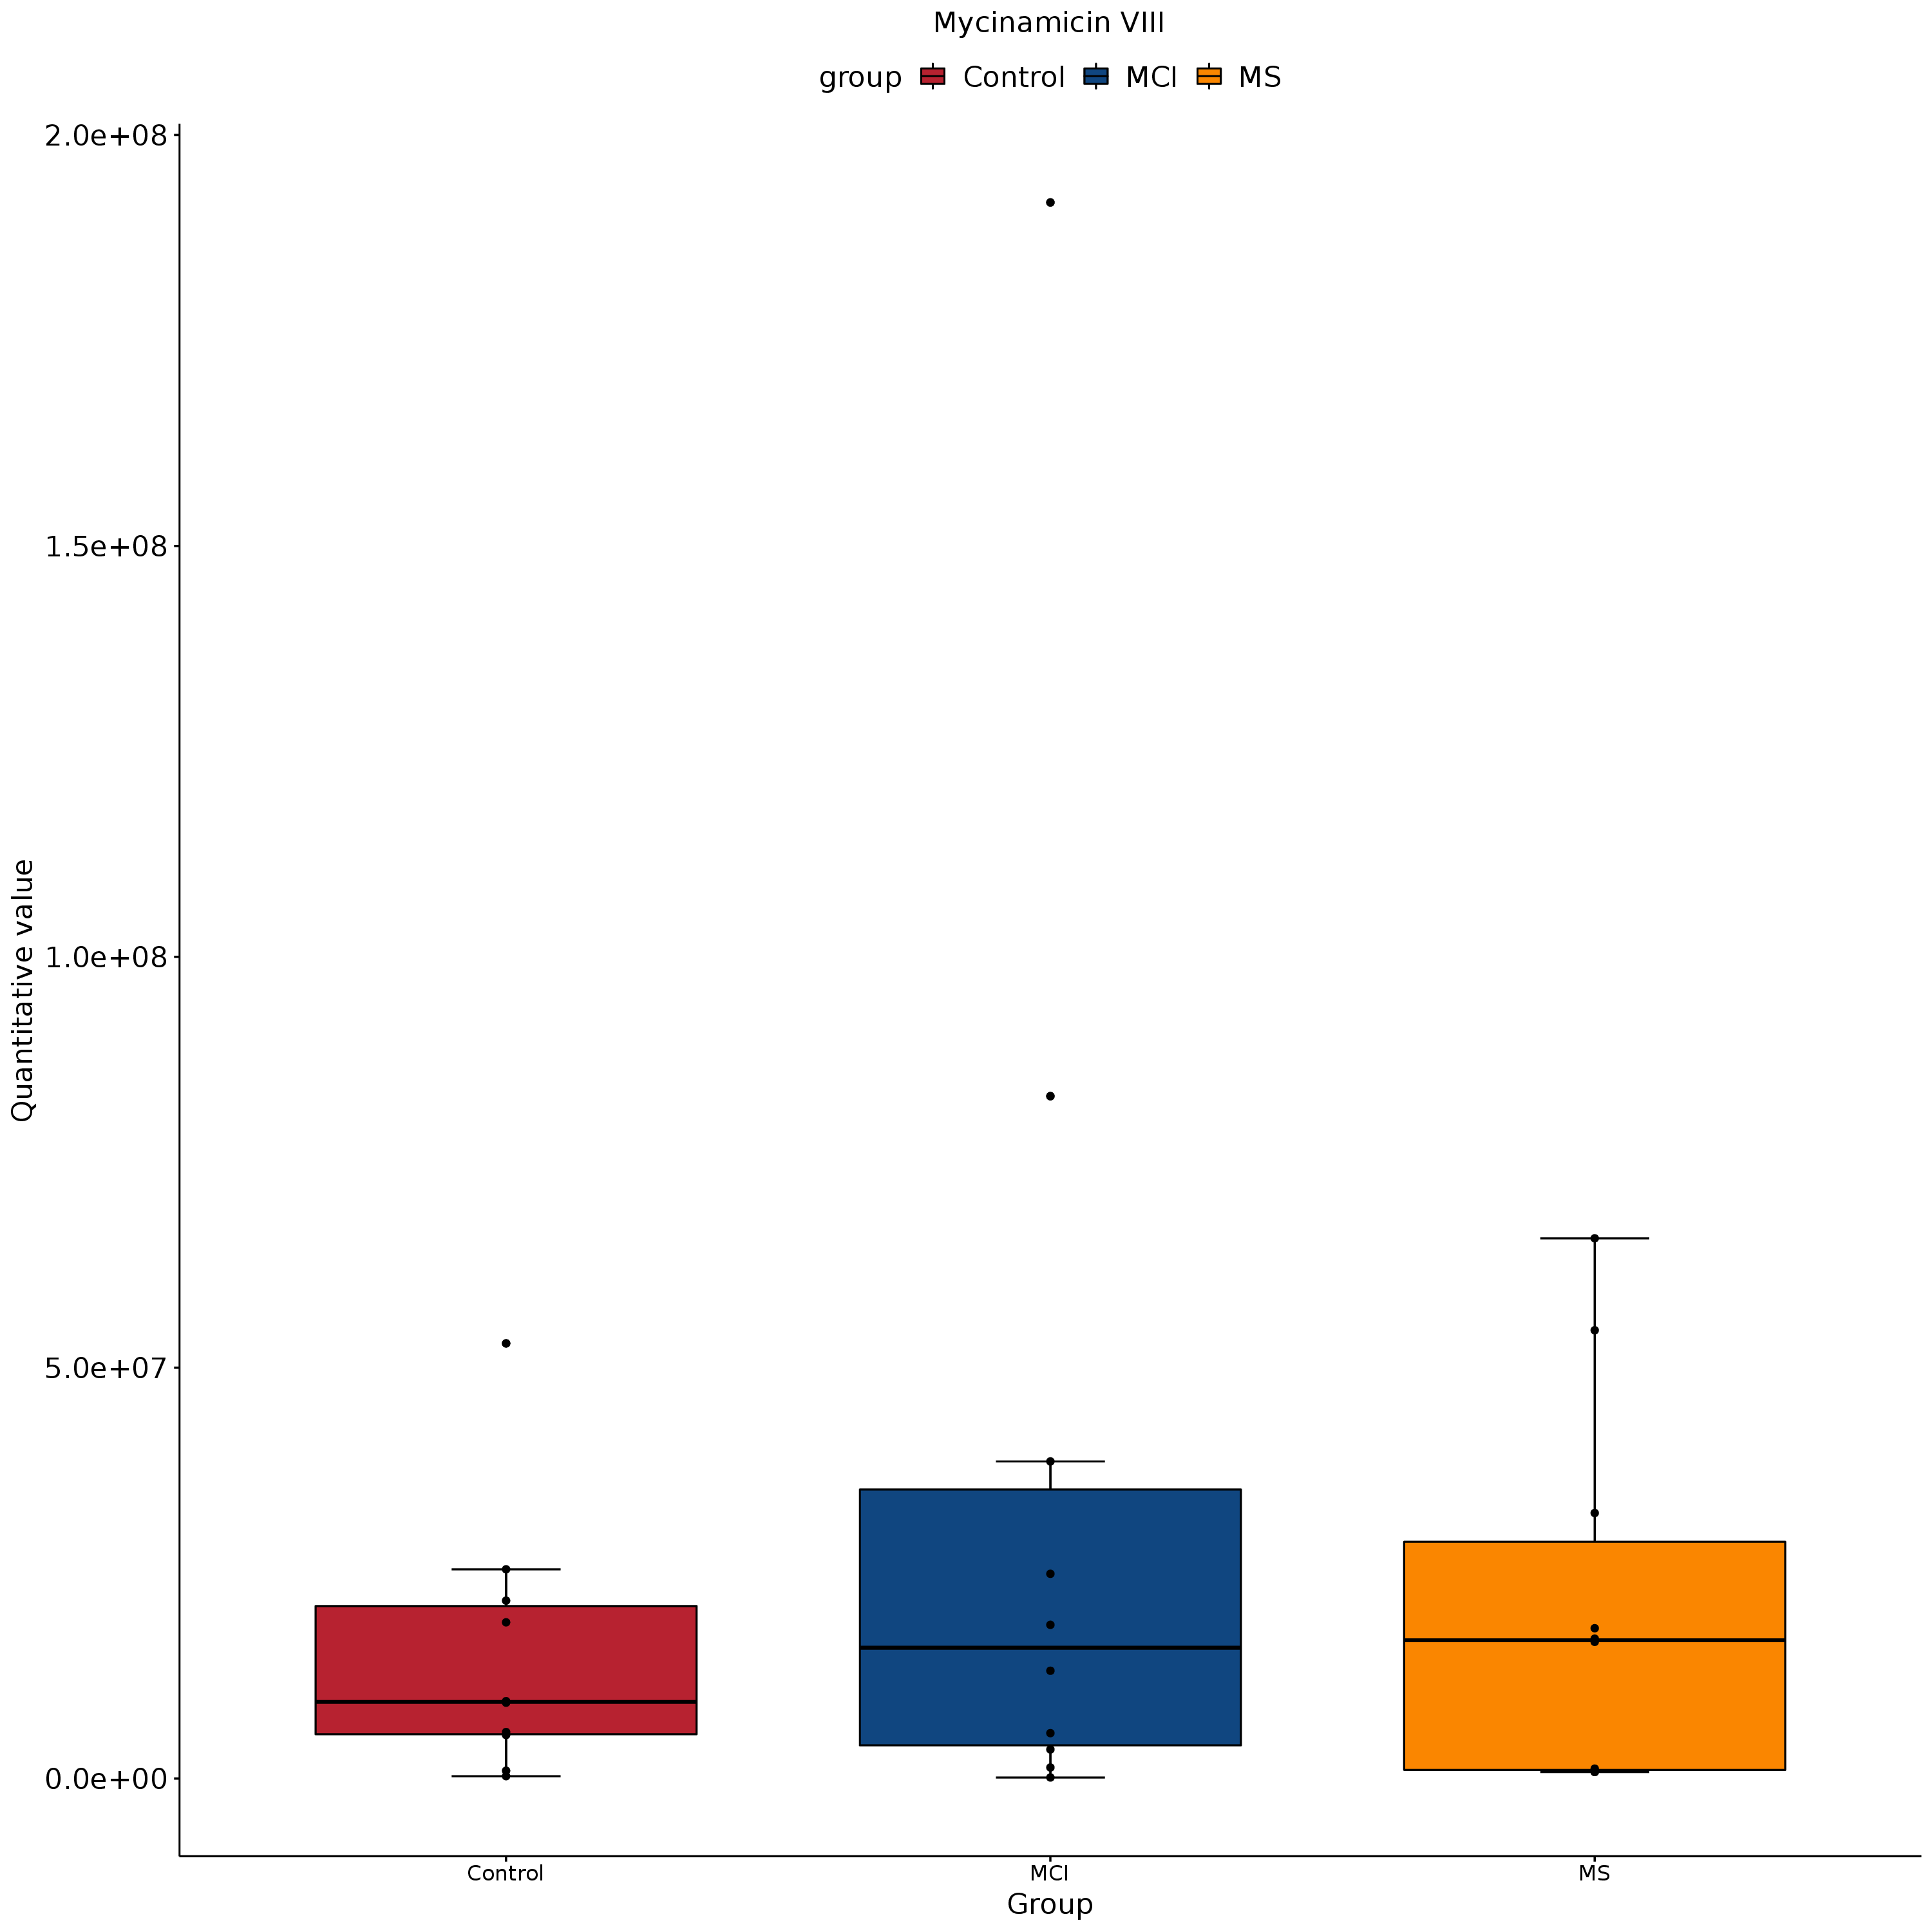 Mycinamicin VIII
group Control MCI MS
2.0e+08
1.5e+08
1.0e+08
5.0e+07
0.0e+00
Quantitative value
Control MCI MS
Group